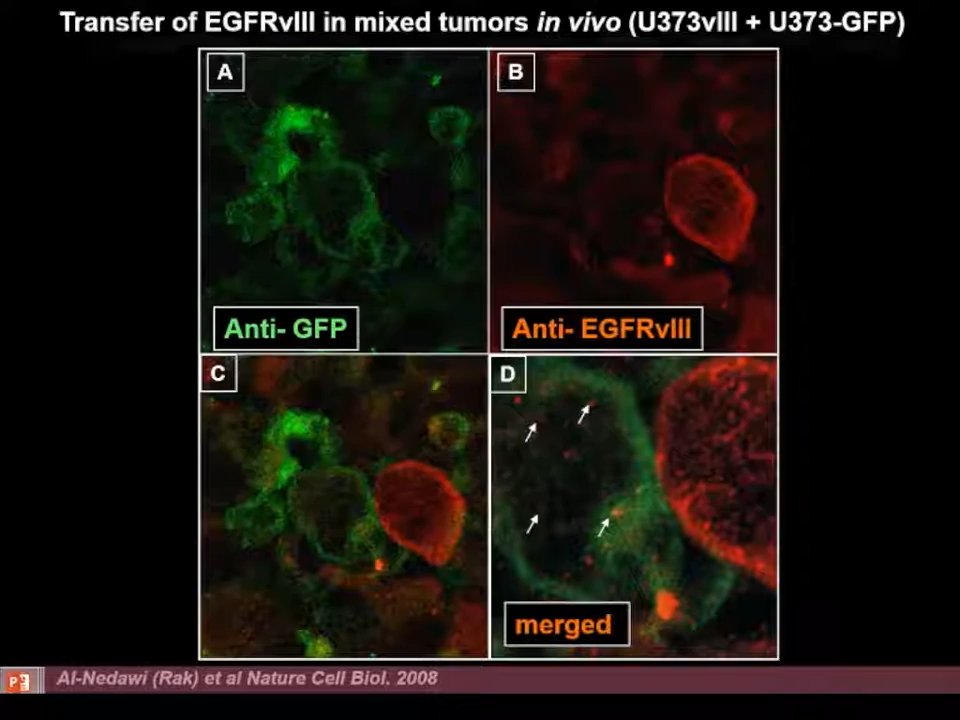 Transfer of EGFRvIII in mixed tumors in vivo (U373vIII + U373-GFP)
A
B
Anti- GFP
Anti- EGFRvIII
C
D
merged
Al-Nedawi (Rak) et al Nature Cell Biol. 2008